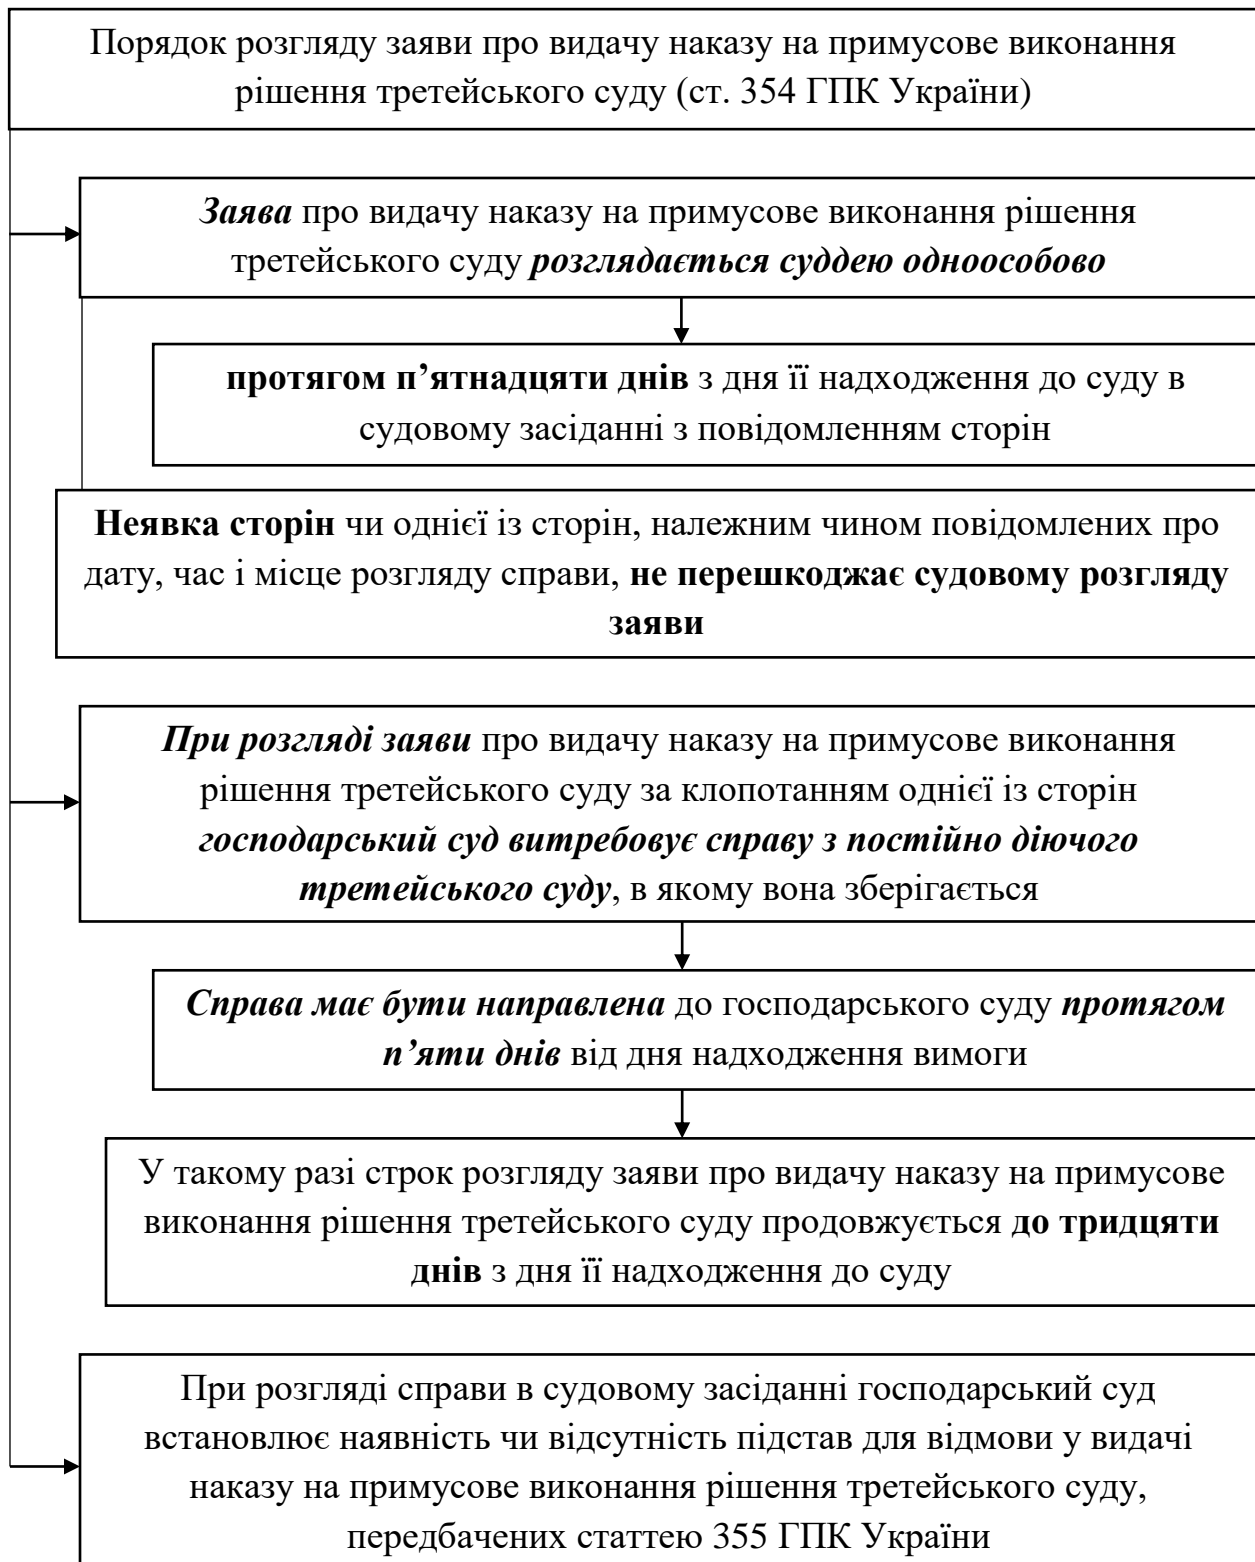 Порядок розгляду заяви про видачу наказу на примусове виконання
рішення третейського суду (ст. 354 ГПК України)
Заява про видачу наказу на примусове виконання рішення
третейського суду розглядається суддею одноособово
протягом п’ятнадцяти днів з дня її надходження до суду в
судовому засіданні з повідомленням сторін
Неявка сторін чи однієї із сторін, належним чином повідомлених про
дату, час і місце розгляду справи, не перешкоджає судовому розгляду
заяви
При розгляді заяви про видачу наказу на примусове виконання
рішення третейського суду за клопотанням однієї із сторін
господарський суд витребовує справу з постійно діючого
третейського суду, в якому вона зберігається
Справа має бути направлена до господарського суду протягом
п’яти днів від дня надходження вимоги
У такому разі строк розгляду заяви про видачу наказу на примусове
виконання рішення третейського суду продовжується до тридцяти
днів з дня її надходження до суду
При розгляді справи в судовому засіданні господарський суд
встановлює наявність чи відсутність підстав для відмови у видачі
наказу на примусове виконання рішення третейського суду,
передбачених статтею 355 ГПК України